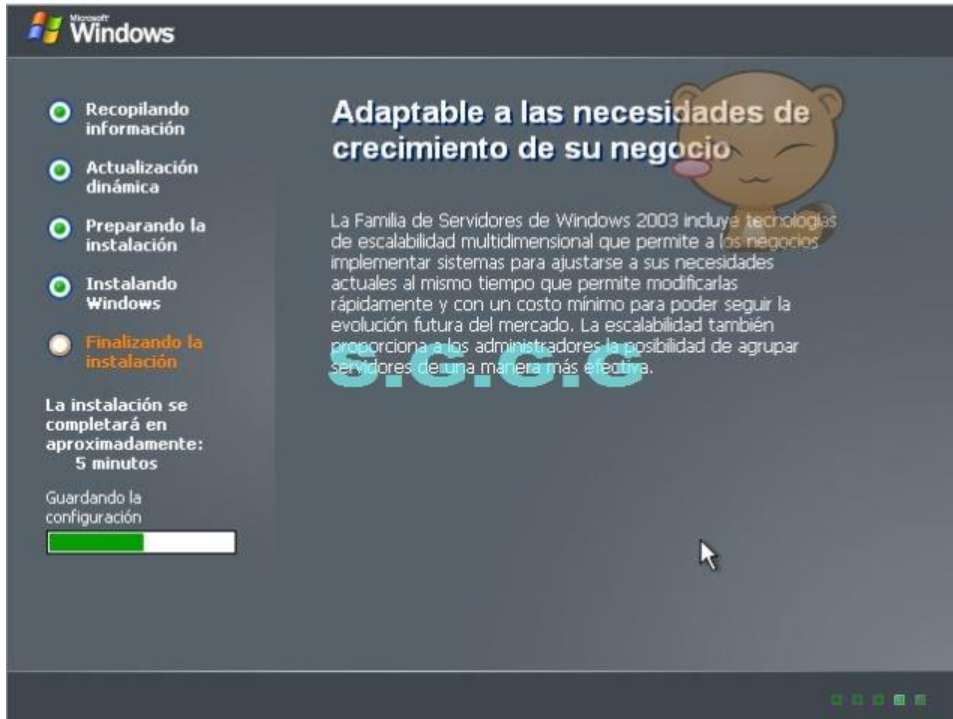 Microsoft
Windows
Recopilando
información
Actualización
dinámica
Preparando la
instalación
Instalando
Windows
Finalizando la
instalación
La instalación se
completará en
aproximadamente:
5 minutos
Guardando la
configuración
Adaptable a las necesidades de
crecimiento de su negocio
La Familia de Servidores de Windows 2003 incluye tecnologías
de escalabilidad multidimensional que permite a los negocios
implementar sistemas para ajustarse a sus necesidades
actuales al mismo tiempo que permite modificarlas
rápidamente y con un costo mínimo para poder seguir la
evolución futura del mercado. La escalabilidad también
proporciona a los administradores la posibilidad de agrupar
servidores de una manera más efectiva.
S.G.G.G